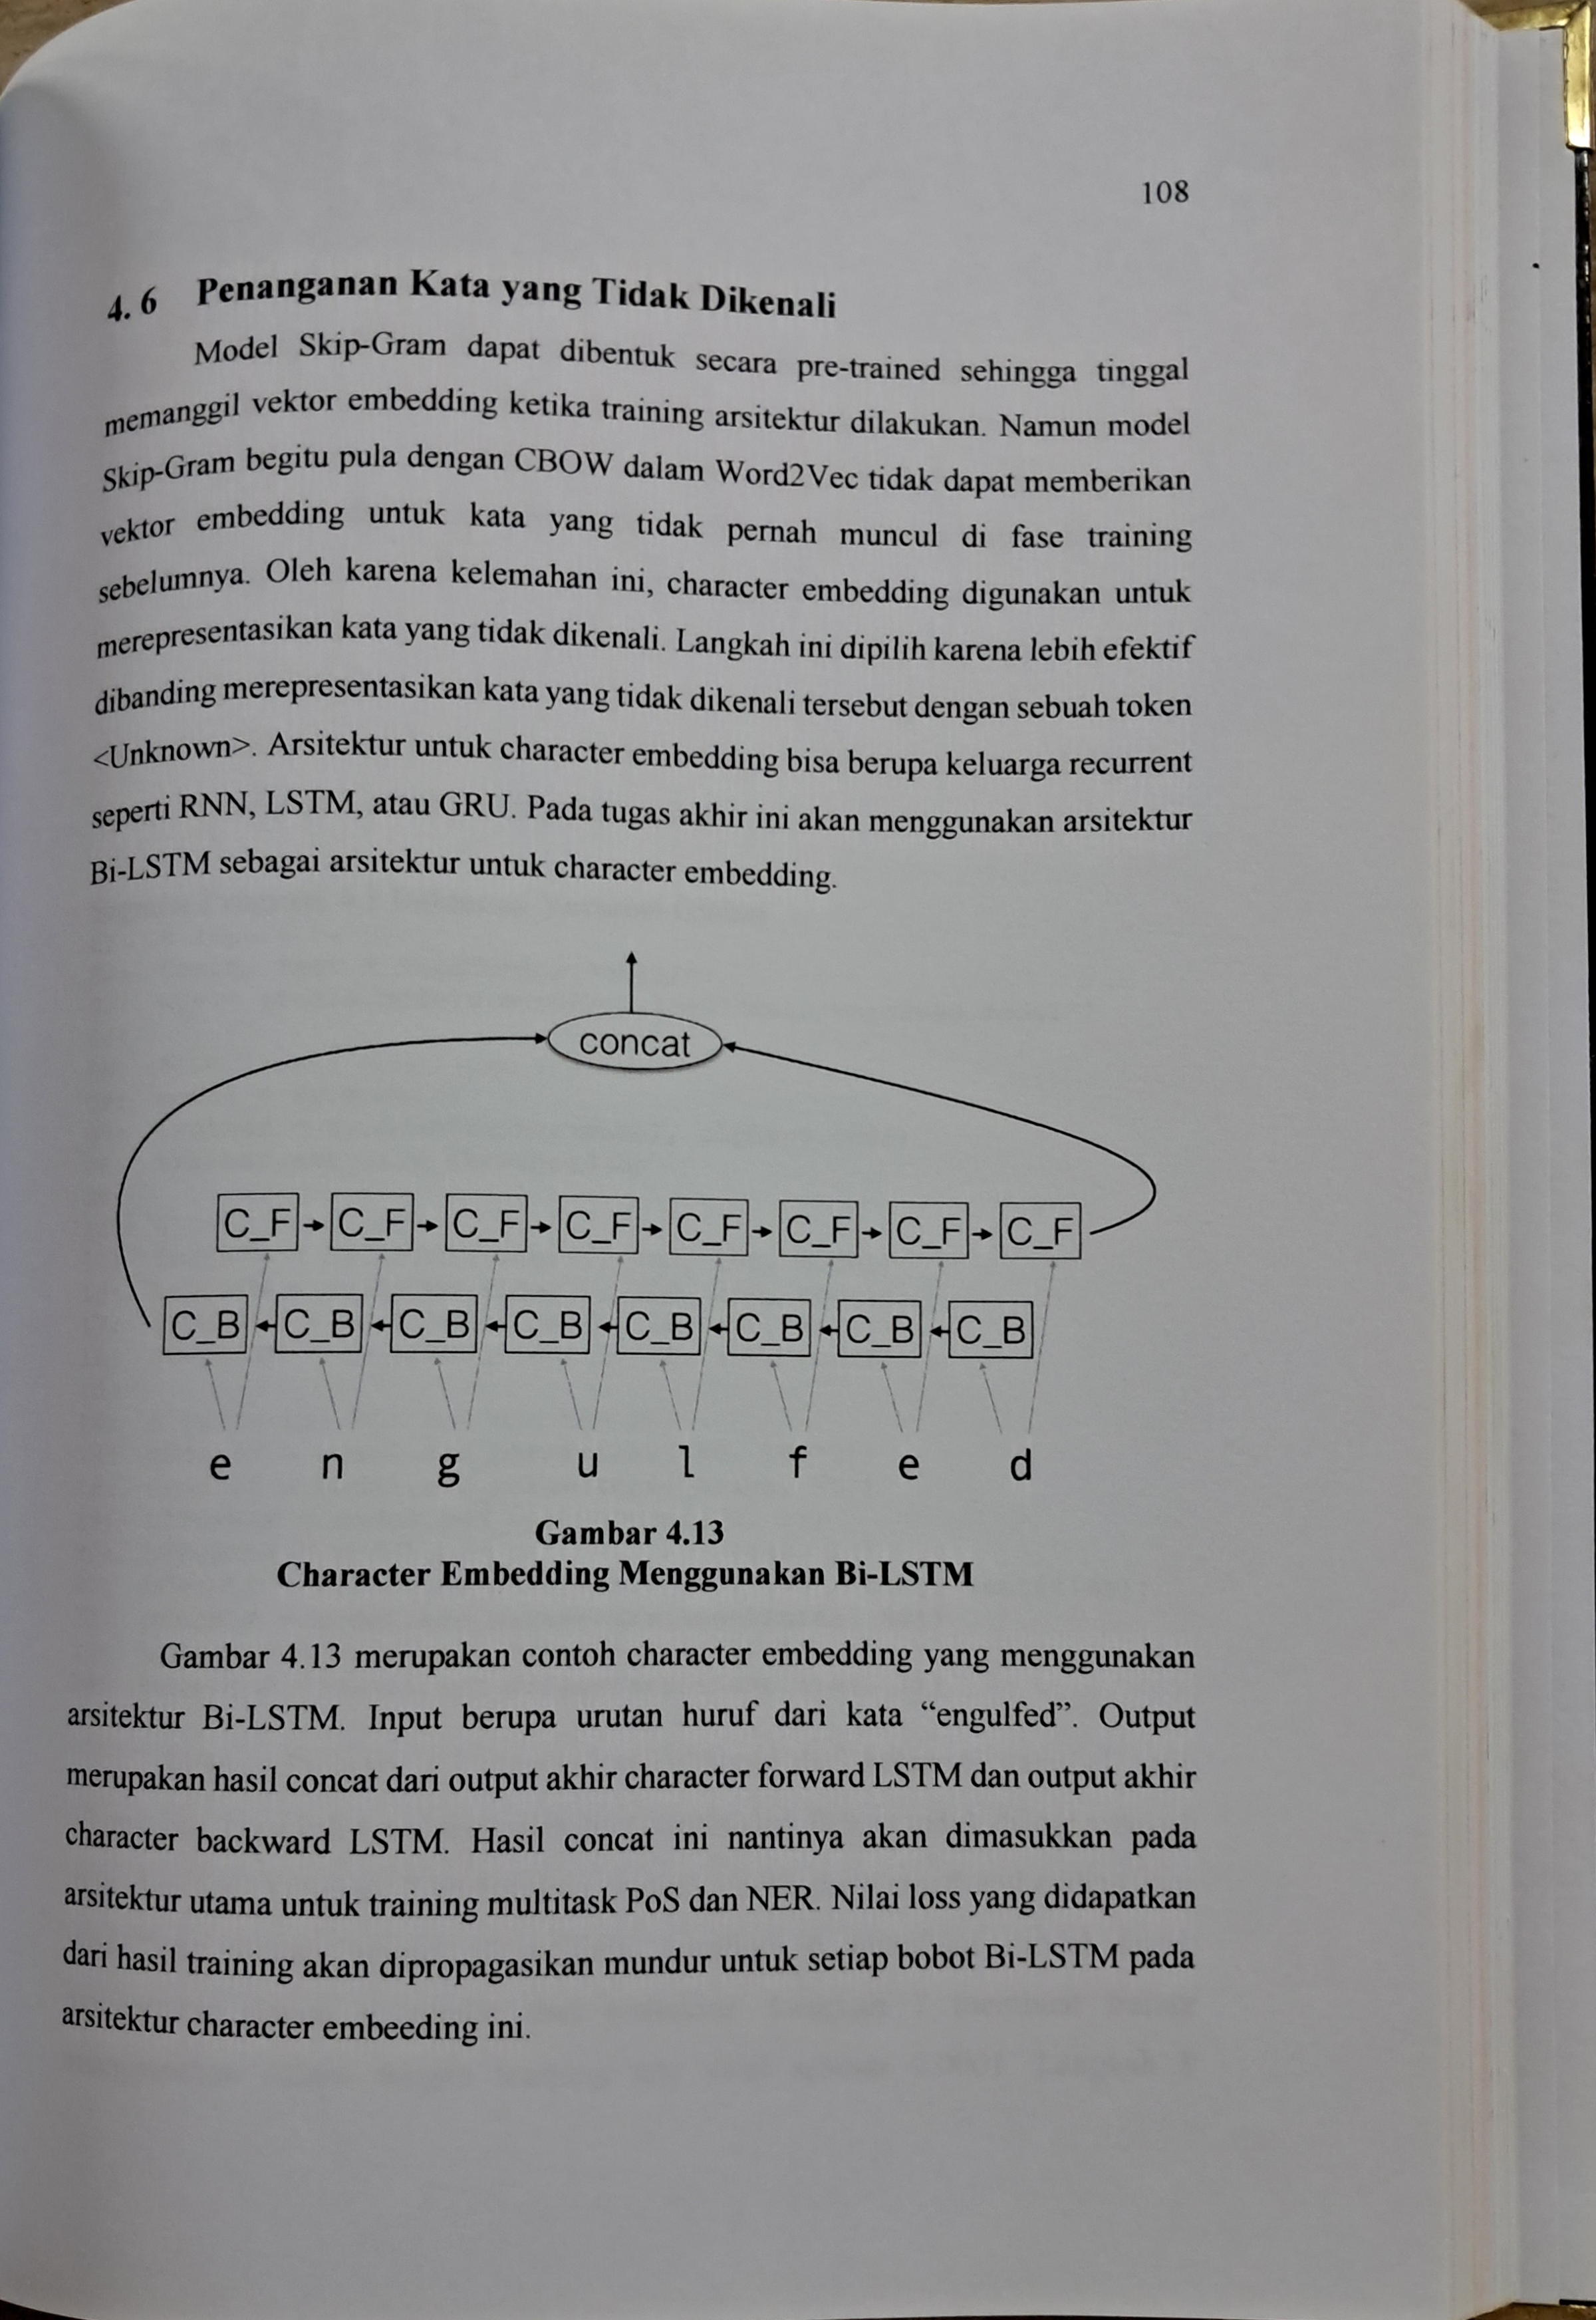 108
4.6 Penanganan Kata yang Tidak Dikenali
Model Skip-Gram dapat dibentuk secara pre-trained sehingga tinggal
memanggil vektor embedding ketika training arsitektur dilakukan. Namun model
Skip-Gram begitu pula dengan CBOW dalam Word2Vec tidak dapat memberikan
vektor embedding untuk kata yang tidak pernah muncul di fase training
sebelumnya. Oleh karena kelemahan ini, character embedding digunakan untuk
merepresentasikan kata yang tidak dikenali. Langkah ini dipilih karena lebih efektif
dibanding merepresentasikan kata yang tidak dikenali tersebut dengan sebuah token
<Unknown>. Arsitektur untuk character embedding bisa berupa keluarga recurrent
seperti RNN, LSTM, atau GRU. Pada tugas akhir ini akan menggunakan arsitektur
Bi-LSTM sebagai arsitektur untuk character embedding.
concat
C_F C_F C_F C_F C_F C_F C_F C_F
C_B C_B C_B C_B C_B C_B C_B C_B
e n g u l f e d
Gambar 4.13
Character Embedding Menggunakan Bi-LSTM
Gambar 4.13 merupakan contoh character embedding yang menggunakan
arsitektur Bi-LSTM. Input berupa urutan huruf dari kata “engulfed”. Output
merupakan hasil concat dari output akhir character forward LSTM dan output akhir
character backward LSTM. Hasil concat ini nantinya akan dimasukkan pada
arsitektur utama untuk training multitask PoS dan NER. Nilai loss yang didapatkan
dari hasil training akan dipropagasikan mundur untuk setiap bobot Bi-LSTM pada
arsitektur character embeeding ini.